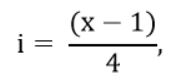 i = (x − 1) / 4,